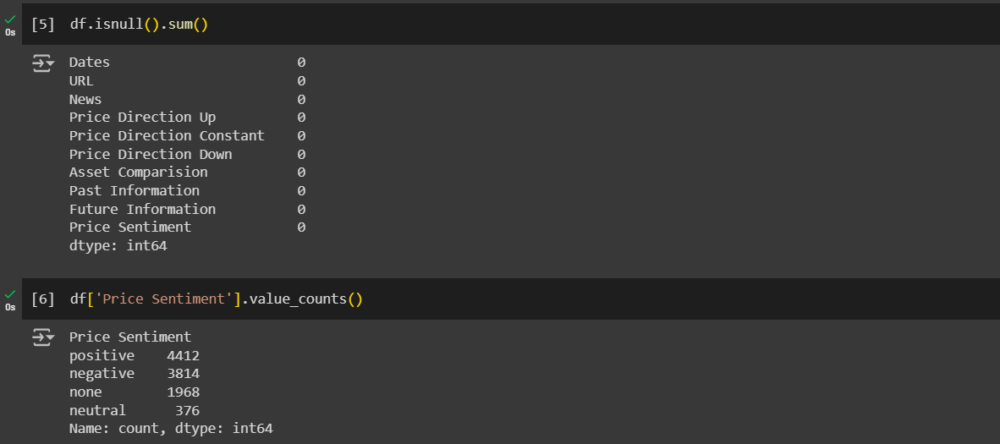 [5] df.isnull().sum()
0s
Dates 0
URL 0
News 0
Price Direction Up 0
Price Direction Constant 0
Price Direction Down 0
Asset Comparision 0
Past Information 0
Future Information 0
Price Sentiment 0
dtype: int64
[6] df['Price Sentiment'].value_counts()
0s
Price Sentiment
positive 4412
negative 3814
none 1968
neutral 376
Name: count, dtype: int64